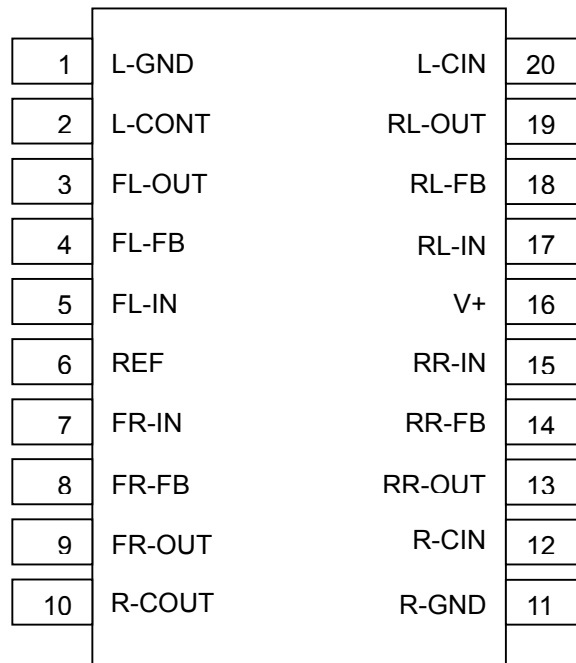 1 L-GND L-CIN 20
2 L-CONT RL-OUT 19
3 FL-OUT RL-FB 18
4 FL-FB RL-IN 17
5 FL-IN V+ 16
6 REF RR-IN 15
7 FR-IN RR-FB 14
8 FR-FB RR-OUT 13
9 FR-OUT R-CIN 12
10 R-COUT R-GND 11